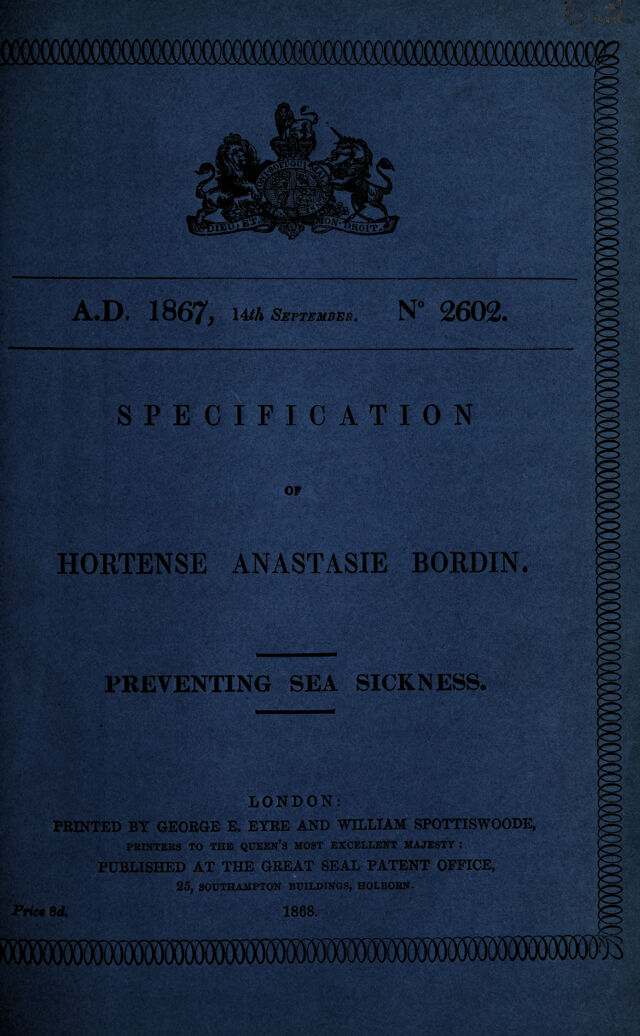 DIEU ET MON DROIT.
A.D. 1867, 14th SEPTEMBER. No 2602.
SPECIFICATION
OF
HORTENSE ANASTASIE BORDIN.
PREVENTING SEA SICKNESS.
LONDON:
PRINTED BY GEORGE E. EYRE AND WILLIAM SPOTTISWOODE,
PRINTERS TO THE QUEEN'S MOST EXCELLENT MAJESTY:
PUBLISHED AT THE GREAT SEAL PATENT OFFICE,
25, SOUTHAMPTON BUILDINGS, HOLBORN.
Price 8d.
1868.